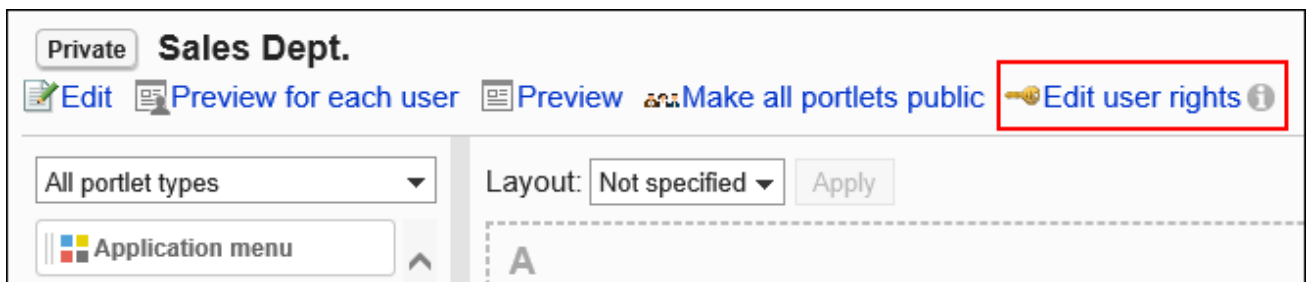 Private Sales Dept.
Edit Preview for each user Preview Make all portlets public Edit user rights
All portlet types Layout: Not specified Apply
Application menu
A